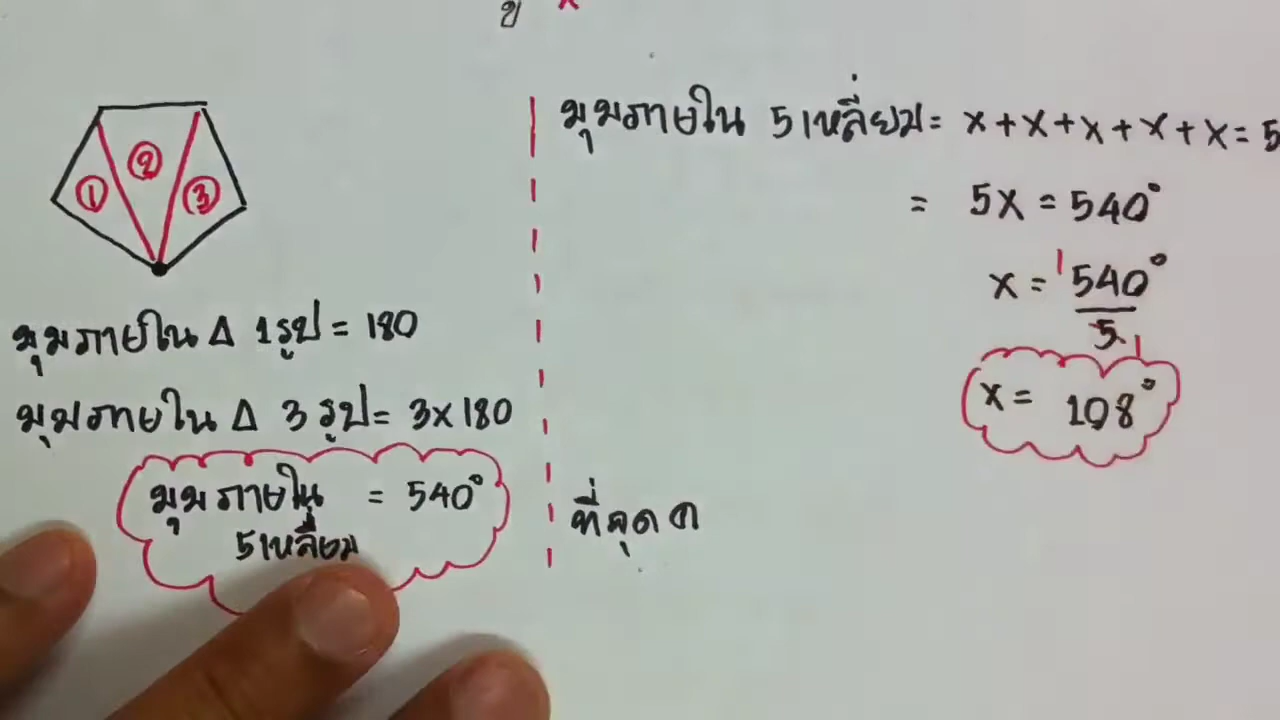 ข x
① ② ③
มุมภายใน Δ 1 รูป = 180
มุมภายใน Δ 3 รูป = 3 x 180
มุมภายใน = 540°
5 เหลี่ยม
มุมภายใน 5 เหลี่ยม = x + x + x + x + x = 5
= 5x = 540°
x = 540°
5
x = 108°
ที่จุด ก